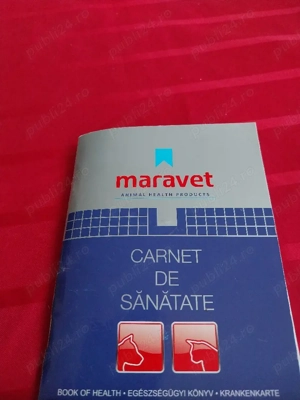 maravet
ANIMAL HEALTH PRODUCTS
CARNET
DE
SĂNĂTATE
BOOK OF HEALTH • EGÉSZSÉGÜGYI KÖNYV • KRANKENKARTE